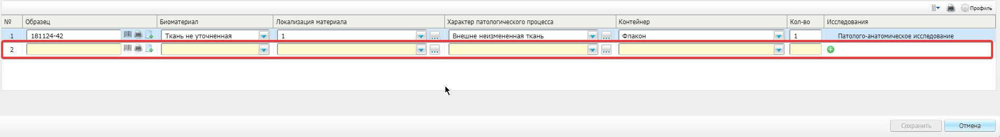 Профиль
№ Образец Биоматериал Локализация материала Характер патологического процесса Контейнер Кол-во Исследования
1 181124-42 Ткань не уточненная 1 ... Внешне неизмененная ткань ... Флакон 1 Патолого-анатомическое исследование
2 ... ...
Сохранить Отмена